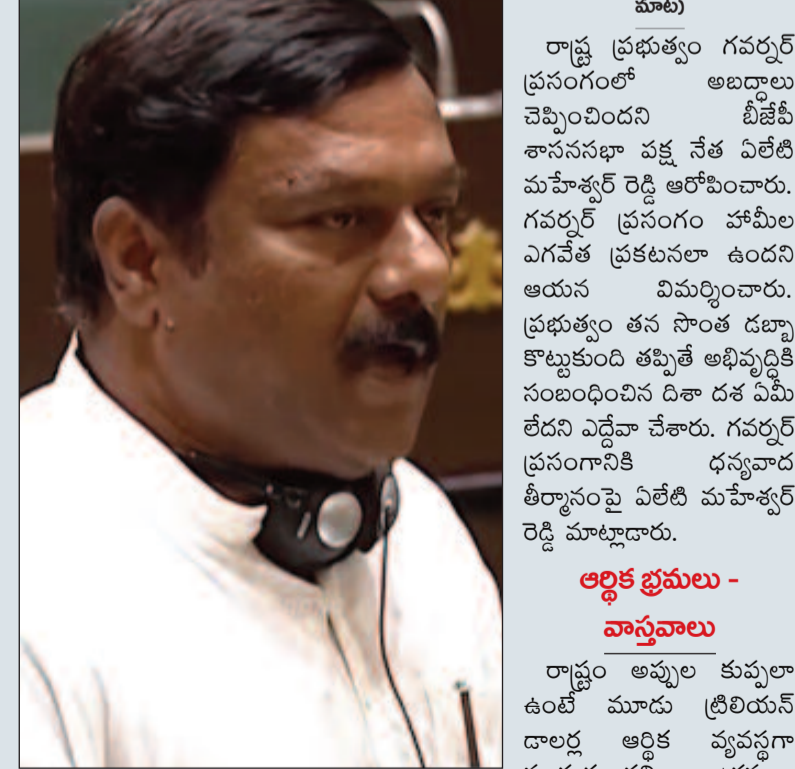 మాట)
రాష్ట్ర ప్రభుత్వం గవర్నర్
ప్రసంగంలో అబద్ధాలు
చెప్పించిందని బీజేపీ
శాసనసభా పక్ష నేత ఏలేటి
మహేశ్వర్ రెడ్డి ఆరోపించారు.
గవర్నర్ ప్రసంగం హామీల
ఎగవేత ప్రకటనలా ఉందని
ఆయన విమర్శించారు.
ప్రభుత్వం తన సొంత డబ్బా
కొట్టుకుంది తప్పితే అభివృద్ధికి
సంబంధించిన దిశా దశ ఏమీ
లేదని ఎద్దేవా చేశారు. గవర్నర్
ప్రసంగానికి ధన్యవాద
తీర్మానంపై ఏలేటి మహేశ్వర్
రెడ్డి మాట్లాడారు.
ఆర్థిక భ్రమలు -
వాస్తవాలు
రాష్ట్రం అప్పుల కుప్పలా
ఉంటే మూడు ట్రిలియన్
డాలర్ల ఆర్థిక వ్యవస్థగా